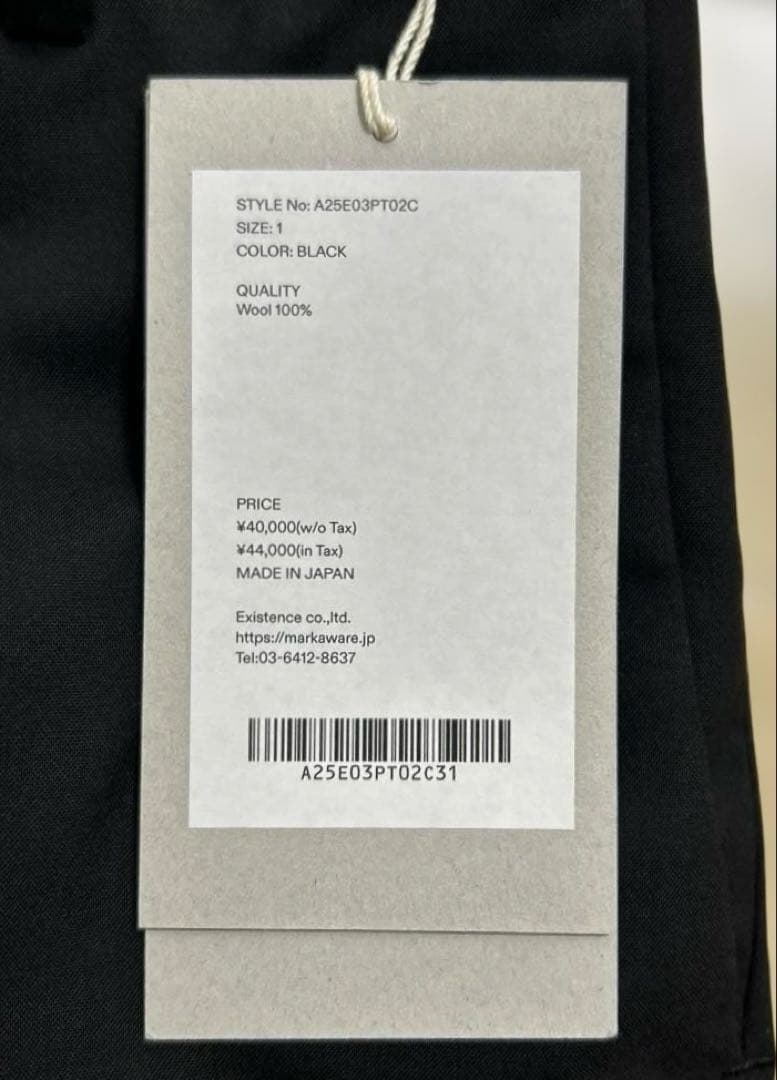 STYLE No: A25E03PT02C
SIZE: 1
COLOR: BLACK
QUALITY
Wool 100%
PRICE
¥40,000(w/o Tax)
¥44,000(in Tax)
MADE IN JAPAN
Existence co.,ltd.
https://markaware.jp
Tel:03-6412-8637
A25E03PT02C31